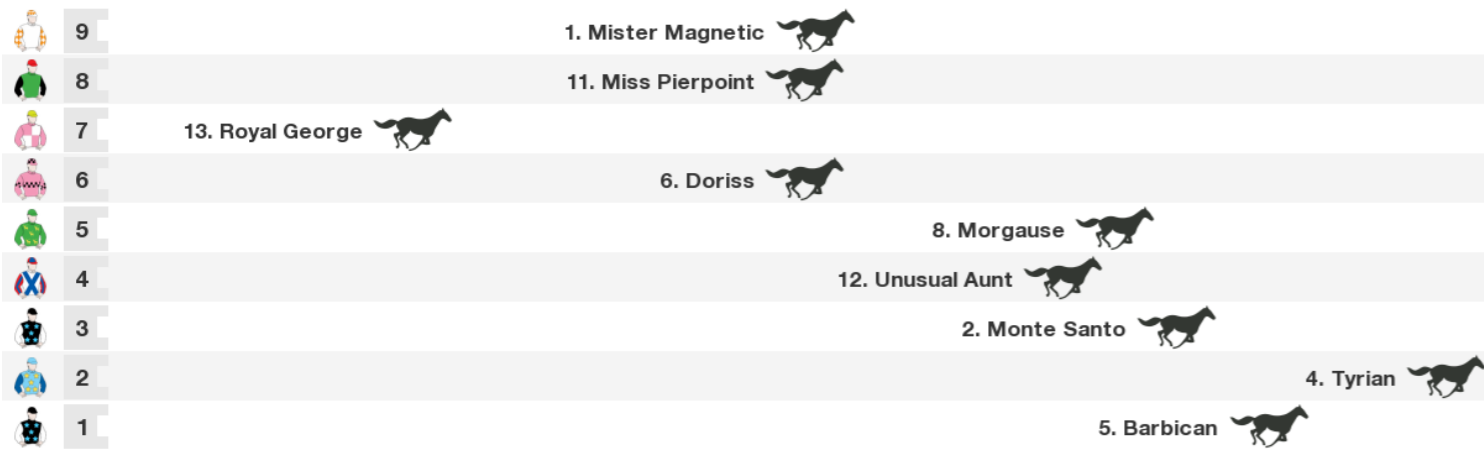 9 1. Mister Magnetic
8 11. Miss Pierpoint
7 13. Royal George
6 6. Doriss
5 8. Morgause
4 12. Unusual Aunt
3 2. Monte Santo
2 4. Tyrian
1 5. Barbican